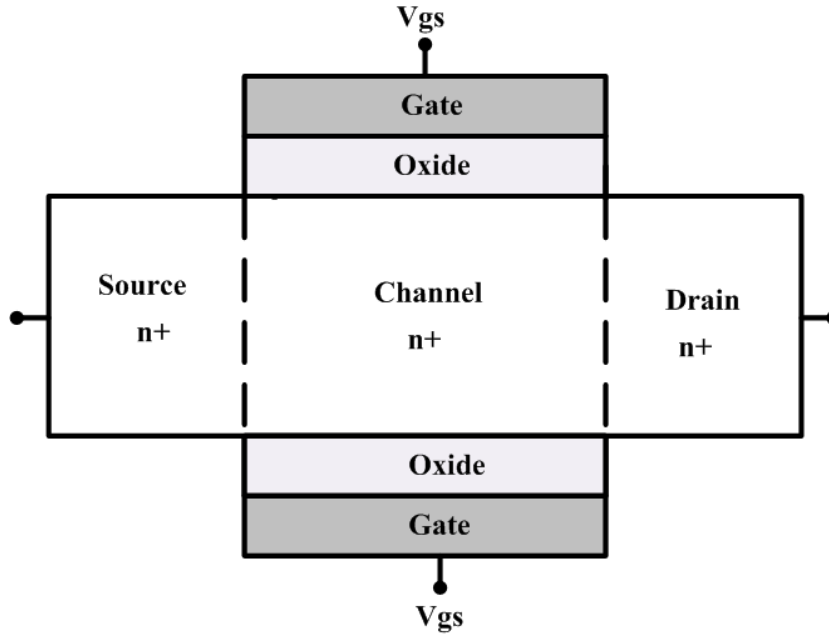 Vgs
Gate
Oxide
Source
n+
Channel
n+
Drain
n+
Oxide
Gate
Vgs